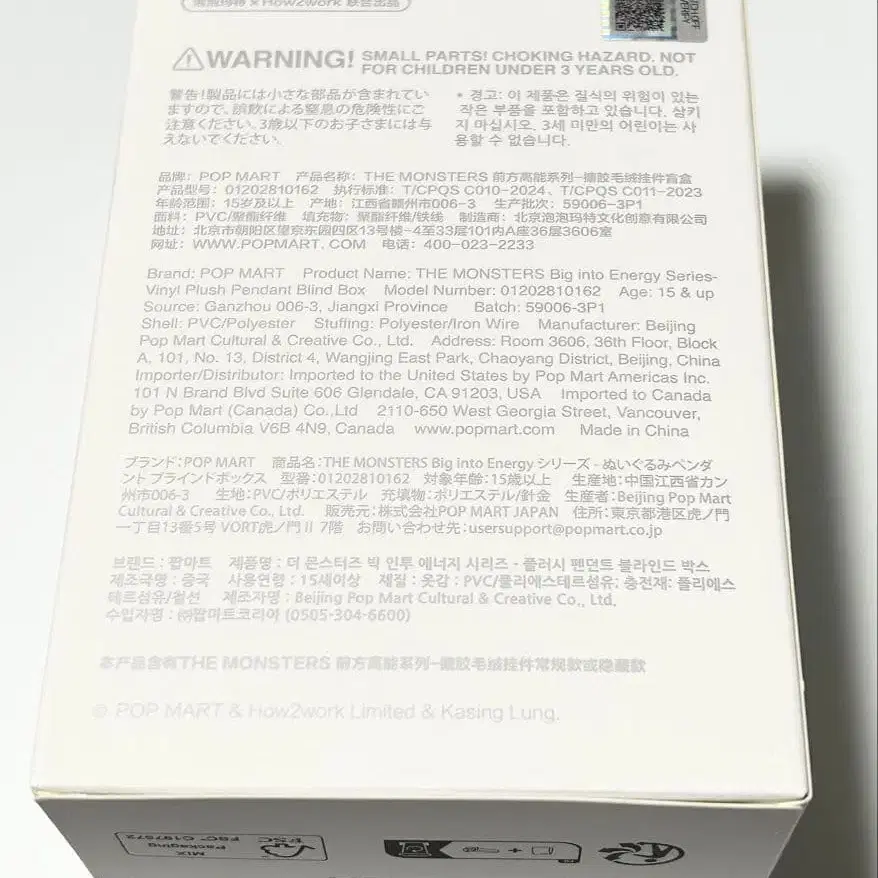 泡泡玛特 × How2work 联合出品
WARNING! SMALL PARTS! CHOKING HAZARD. NOT
FOR CHILDREN UNDER 3 YEARS OLD.
警告!製品には小さな部品が含まれてい
ますので、誤飲による窒息の危険性にご
注意ください。3歳以下のお子さまには与
えないでください。
* 경고: 이 제품은 질식의 위험이 있는
작은 부품을 포함하고 있습니다. 삼키
지 마십시오. 3세 미만의 어린이는 사
용할 수 없습니다.
品牌: POP MART 产品名称: THE MONSTERS 前方高能系列-搪胶毛绒挂件盲盒
产品型号: 01202810162 执行标准: T/CPQS C010-2024、T/CPQS C011-2023
年龄范围: 15岁及以上 产地: 江西省赣州市006-3 生产批次: 59006-3P1
面料: PVC/聚酯纤维 填充物: 聚酯纤维/铁线 制造商: 北京泡泡玛特文化创意有限公司
地址: 北京市朝阳区望京东园四区13号楼-4至33层101内A座36层3606室
网址: WWW.POPMART.COM 电话: 400-023-2233
Brand: POP MART Product Name: THE MONSTERS Big into Energy Series-
Vinyl Plush Pendant Blind Box Model Number: 01202810162 Age: 15 & up
Source: Ganzhou 006-3, Jiangxi Province Batch: 59006-3P1
Shell: PVC/Polyester Stuffing: Polyester/Iron Wire Manufacturer: Beijing
Pop Mart Cultural & Creative Co., Ltd. Address: Room 3606, 36th Floor, Block
A, 101, No. 13, District 4, Wangjing East Park, Chaoyang District, Beijing, China
Importer/Distributor: Imported to the United States by Pop Mart Americas Inc.
101 N Brand Blvd Suite 606 Glendale, CA 91203, USA Imported to Canada
by Pop Mart (Canada) Co.,Ltd 2110-650 West Georgia Street, Vancouver,
British Columbia V6B 4N9, Canada www.popmart.com Made in China
ブランド:POP MART 商品名:THE MONSTERS Big into Energy シリーズ - ぬいぐるみペンダ
ント ブラインドボックス 型番:01202810162 対象年齢:15歳以上 生産地:中国江西省カン
州市006-3 生地:PVC/ポリエステル 充填物:ポリエステル/針金 生産者:Beijing Pop Mart
Cultural & Creative Co., Ltd. 販売元:株式会社POP MART JAPAN 住所:東京都港区虎ノ門
一丁目13番5号 VORT虎ノ門Ⅱ 7階 お問い合わせ先:usersupport@popmart.co.jp
브랜드 : 팝마트 제품명 : 더 몬스터즈 빅 인투 에너지 시리즈 - 플러시 펜던트 블라인드 박스
제조국명 : 중국 사용연령 : 15세이상 재질 : 옷감 : PVC/폴리에스테르섬유: 충전재: 폴리에스
테르섬유/철선 제조자명 : Beijing Pop Mart Cultural & Creative Co., Ltd.
수입자명 : ㈜팝마트코리아 (0505-304-6600)
本产品含有THE MONSTERS 前方高能系列-搪胶毛绒挂件常规款或隐藏款
© POP MART & How2work Limited & Kasing Lung.
FSC
MIX
Packaging
FSC® C197572